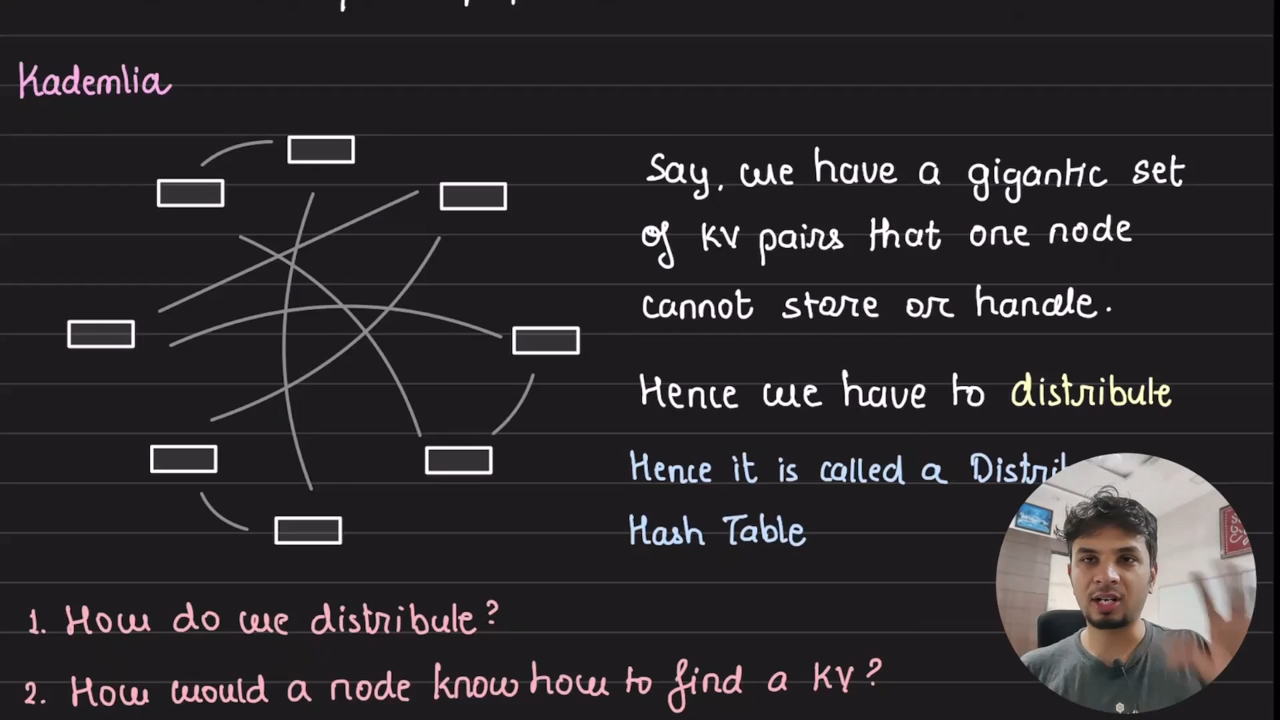 Kademlia
Say, we have a gigantic set
of KV pairs that one node
cannot store or handle.
Hence we have to distribute
Hence it is called a
Hash Table
1. How do we distribute?
2. How would a node know how to find a KV?